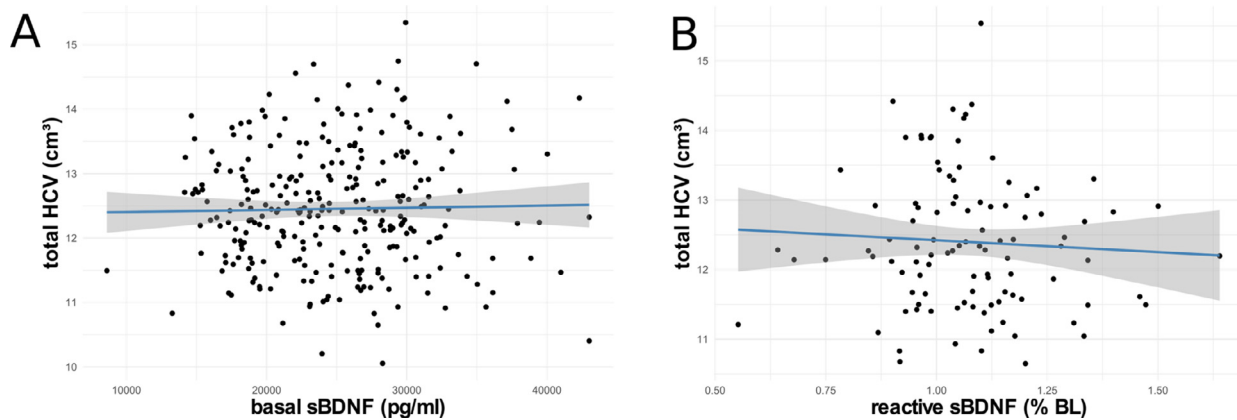 A
total HCV (cm³)
15
14
13
12
11
10
10000 20000 30000 40000
basal sBDNF (pg/ml)
B
total HCV (cm³)
15
14
13
12
11
0.50 0.75 1.00 1.25 1.50
reactive sBDNF (% BL)